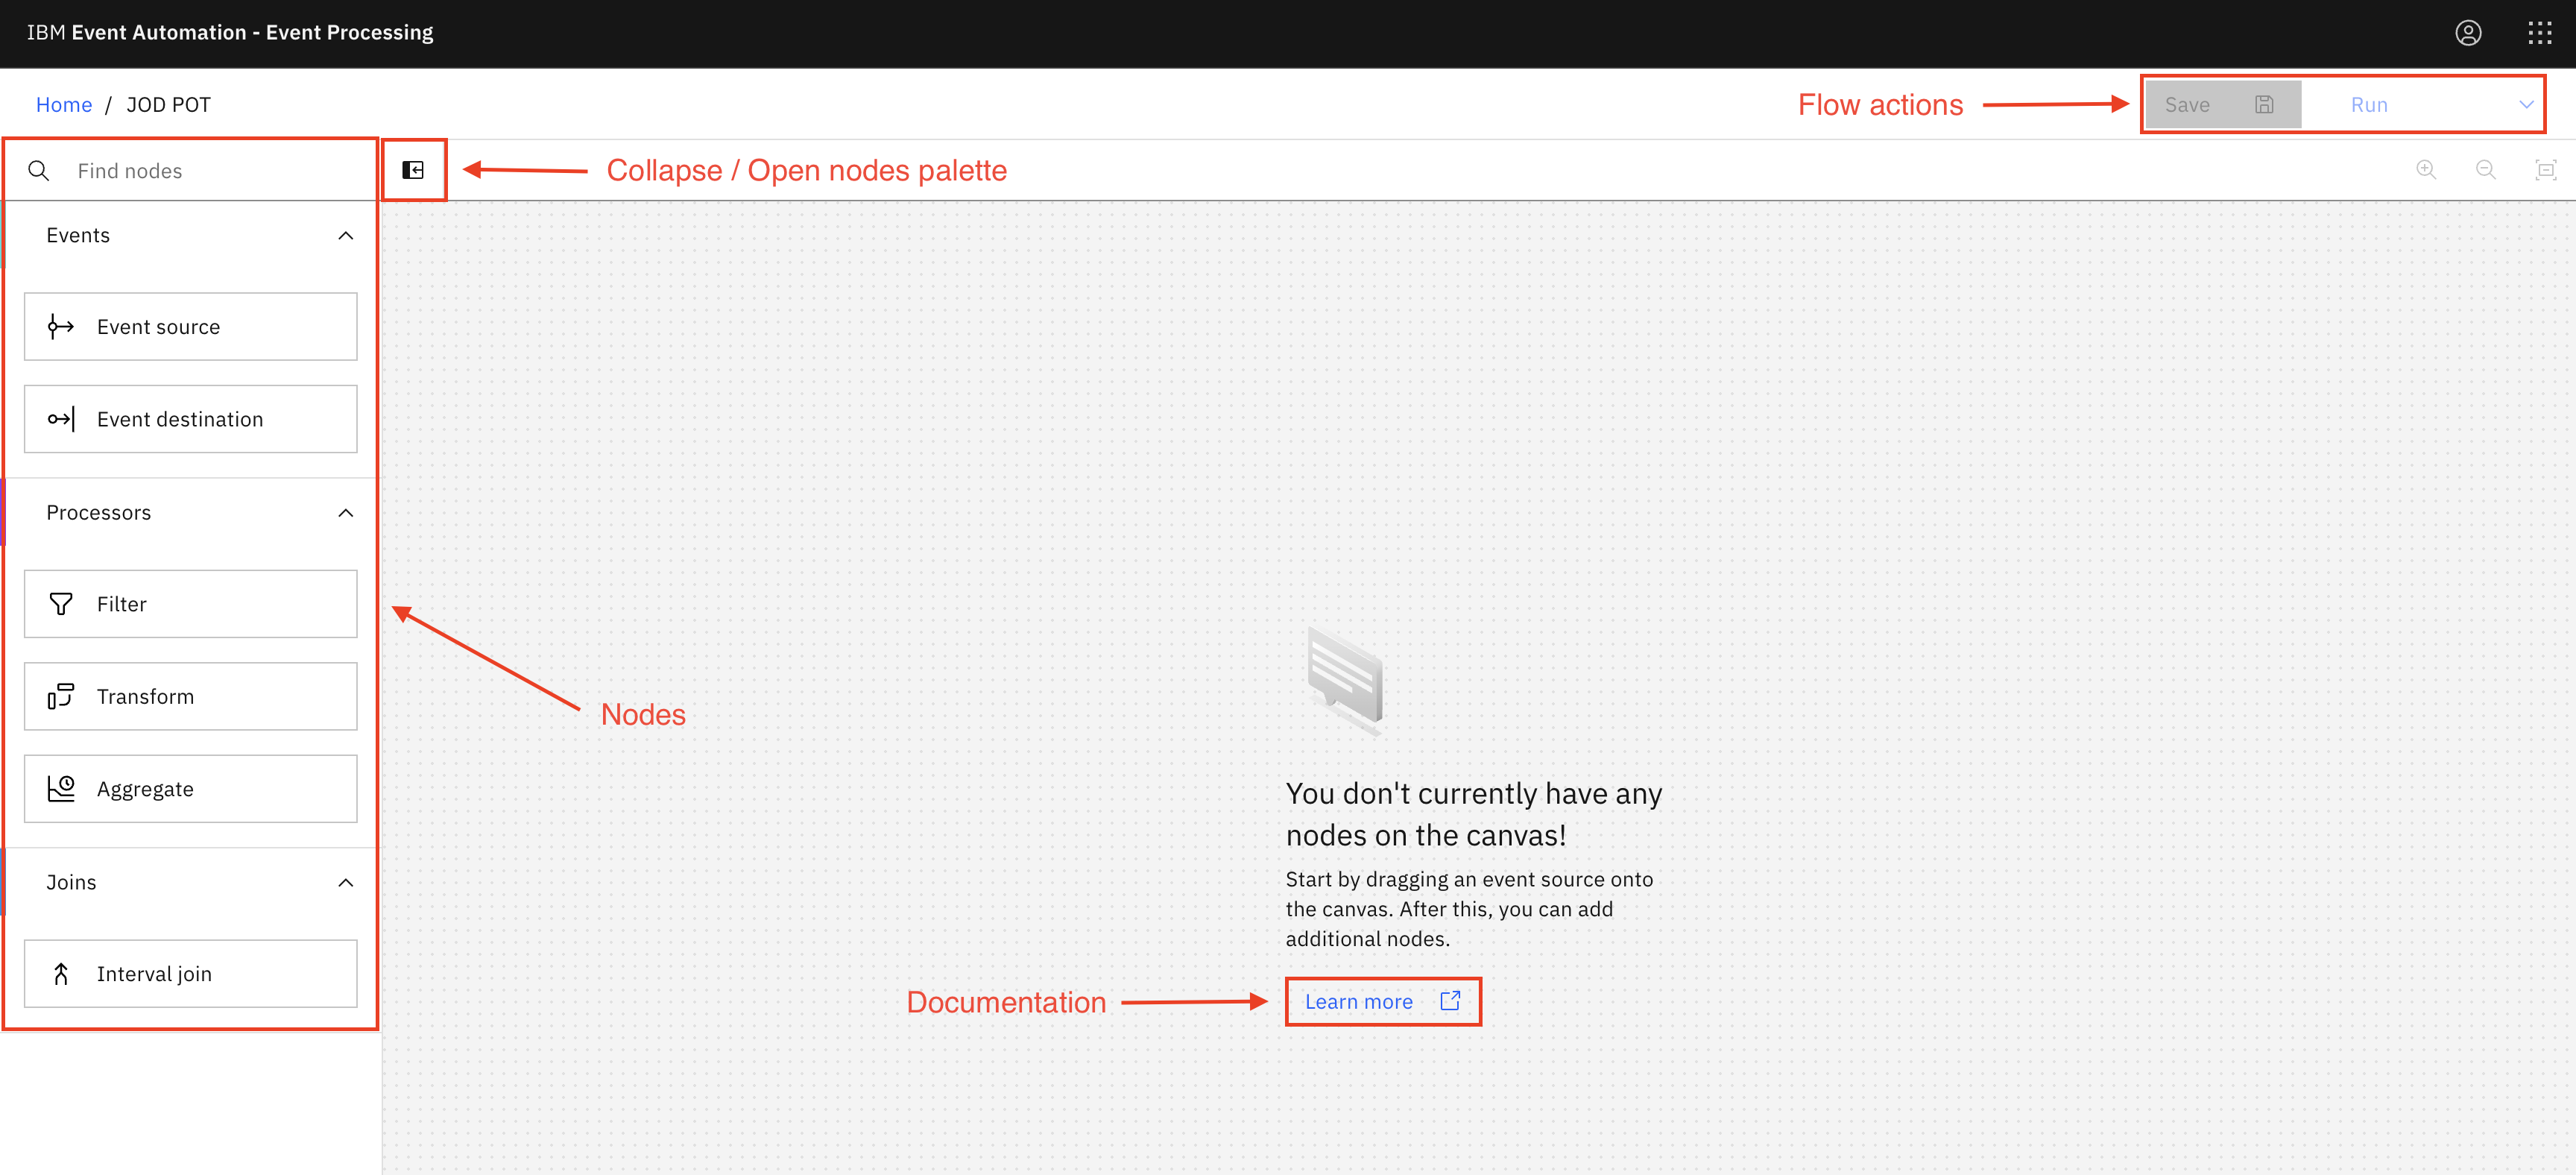 IBM Event Automation - Event Processing
Home / JOD POT
Flow actions
Save
Run
Find nodes
Collapse / Open nodes palette
Events
Event source
Event destination
Processors
Filter
Transform
Nodes
Aggregate
You don't currently have any
nodes on the canvas!
Joins
Start by dragging an event source onto
the canvas. After this, you can add
additional nodes.
Interval join
Documentation
Learn more